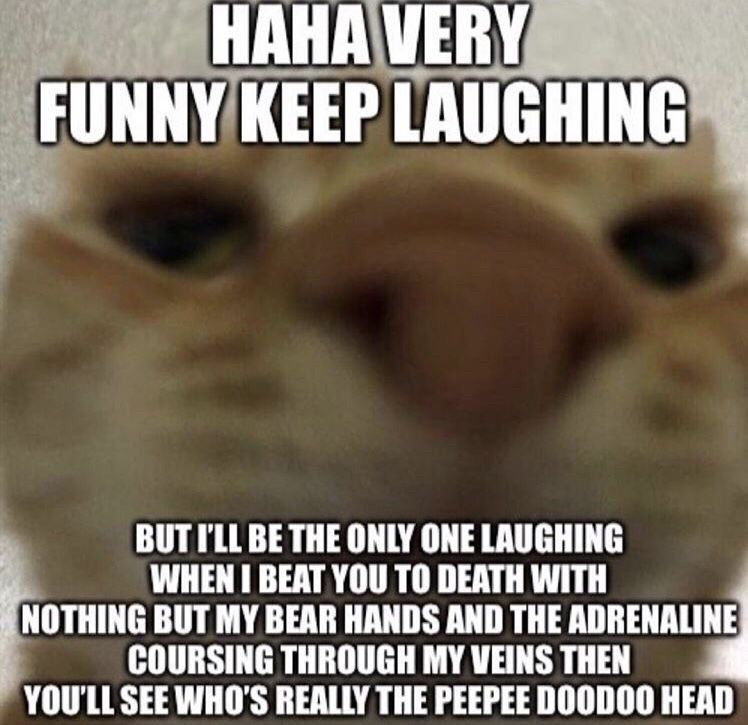 HAHA VERY
FUNNY KEEP LAUGHING
BUT I'LL BE THE ONLY ONE LAUGHING
WHEN I BEAT YOU TO DEATH WITH
NOTHING BUT MY BEAR HANDS AND THE ADRENALINE
COURSING THROUGH MY VEINS THEN
YOU'LL SEE WHO'S REALLY THE PEEPEE DOODOO HEAD